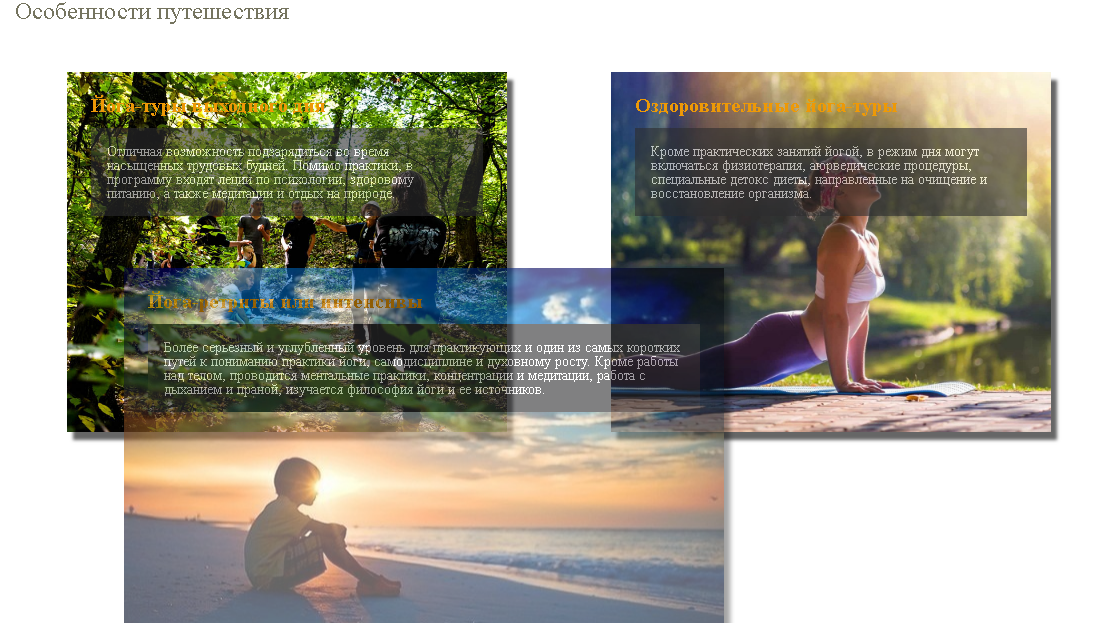 Особенности путешествия
Йога-туры выходного дня
Отличная возможность подзарядиться во время
насыщенных трудовых будней. Помимо практики, в
программу входят леции по психологии, здоровому
питанию, а также медитации и отдых на природе.
Оздоровительные йога-туры
Кроме практических занятий йогой, в режим дня могут
включаться физиотерапия, аюрведические процедуры,
специальные детокс диеты, направленные на очищение и
восстановление организма.
Йога-ретриты или интенсивы
Более серьезный и углубленный уровень для практикующих и один из самых коротких
путей к пониманию практики йоги, самодисциплине и духовному росту. Кроме работы
над телом, проводится ментальные практики, концентрации и медитации, работа с
дыханием и праной, изучается философия йоги и ее источников.